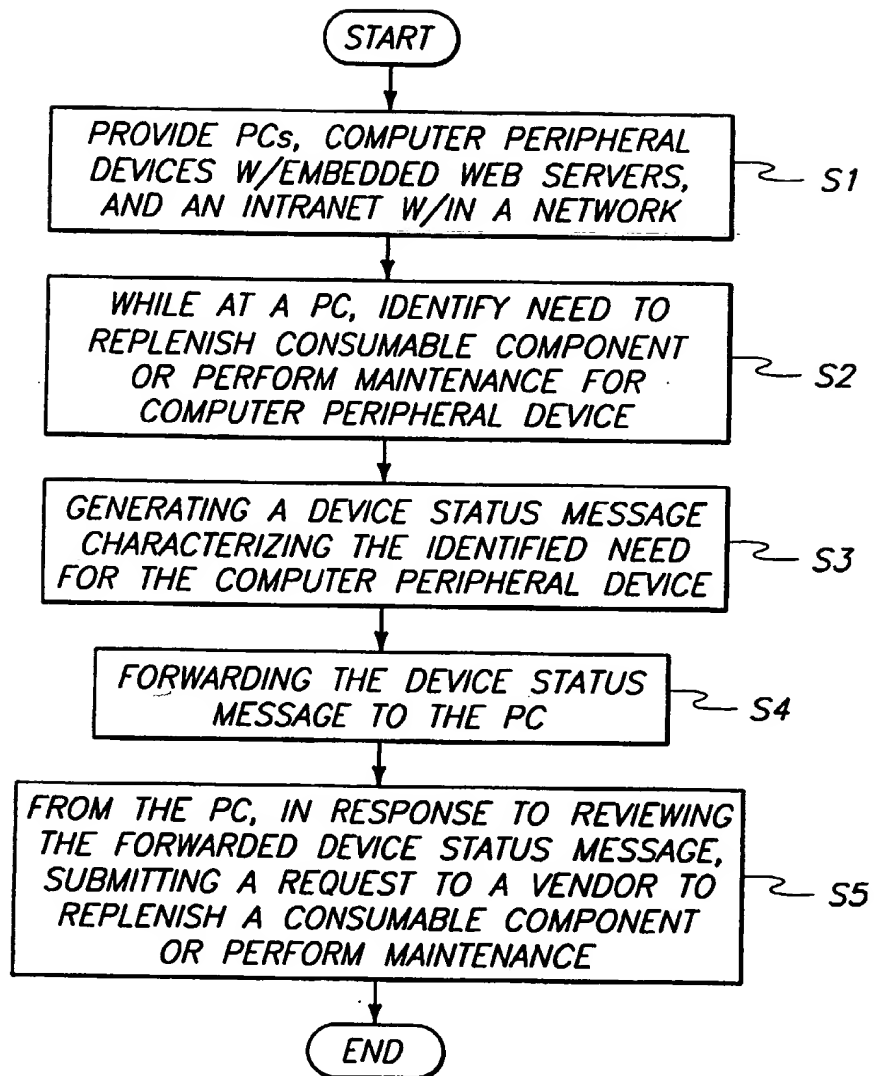 START
PROVIDE PCs, COMPUTER PERIPHERAL
DEVICES W/EMBEDDED WEB SERVERS,
AND AN INTRANET W/IN A NETWORK
S1
WHILE AT A PC, IDENTIFY NEED TO
REPLENISH CONSUMABLE COMPONENT
OR PERFORM MAINTENANCE FOR
COMPUTER PERIPHERAL DEVICE
S2
GENERATING A DEVICE STATUS MESSAGE
CHARACTERIZING THE IDENTIFIED NEED
FOR THE COMPUTER PERIPHERAL DEVICE
S3
FORWARDING THE DEVICE STATUS
MESSAGE TO THE PC
S4
FROM THE PC, IN RESPONSE TO REVIEWING
THE FORWARDED DEVICE STATUS MESSAGE,
SUBMITTING A REQUEST TO A VENDOR TO
REPLENISH A CONSUMABLE COMPONENT
OR PERFORM MAINTENANCE
S5
END